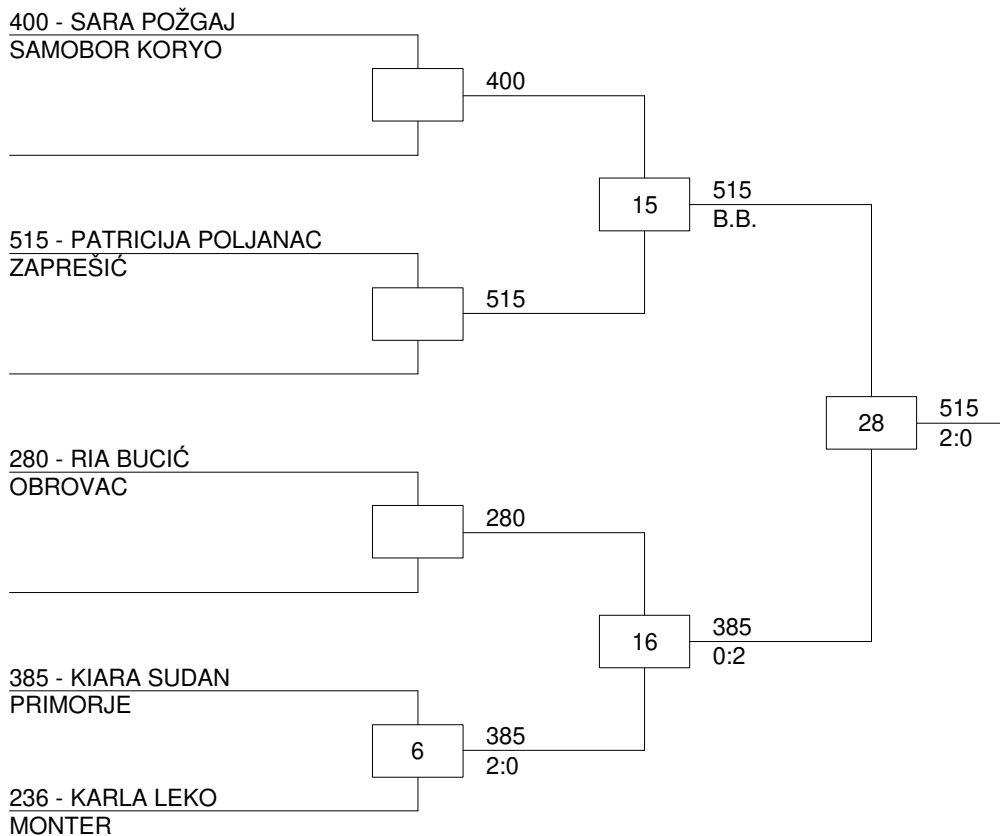 400 - SARA POŽGAJ
SAMOBOR KORYO
400
15
515
B.B.
515 - PATRICIJA POLJANAC
ZAPREŠIĆ
515
28
515
2:0
280 - RIA BUCIĆ
OBROVAC
280
16
385
0:2
385 - KIARA SUDAN
PRIMORJE
6
385
2:0
236 - KARLA LEKO
MONTER